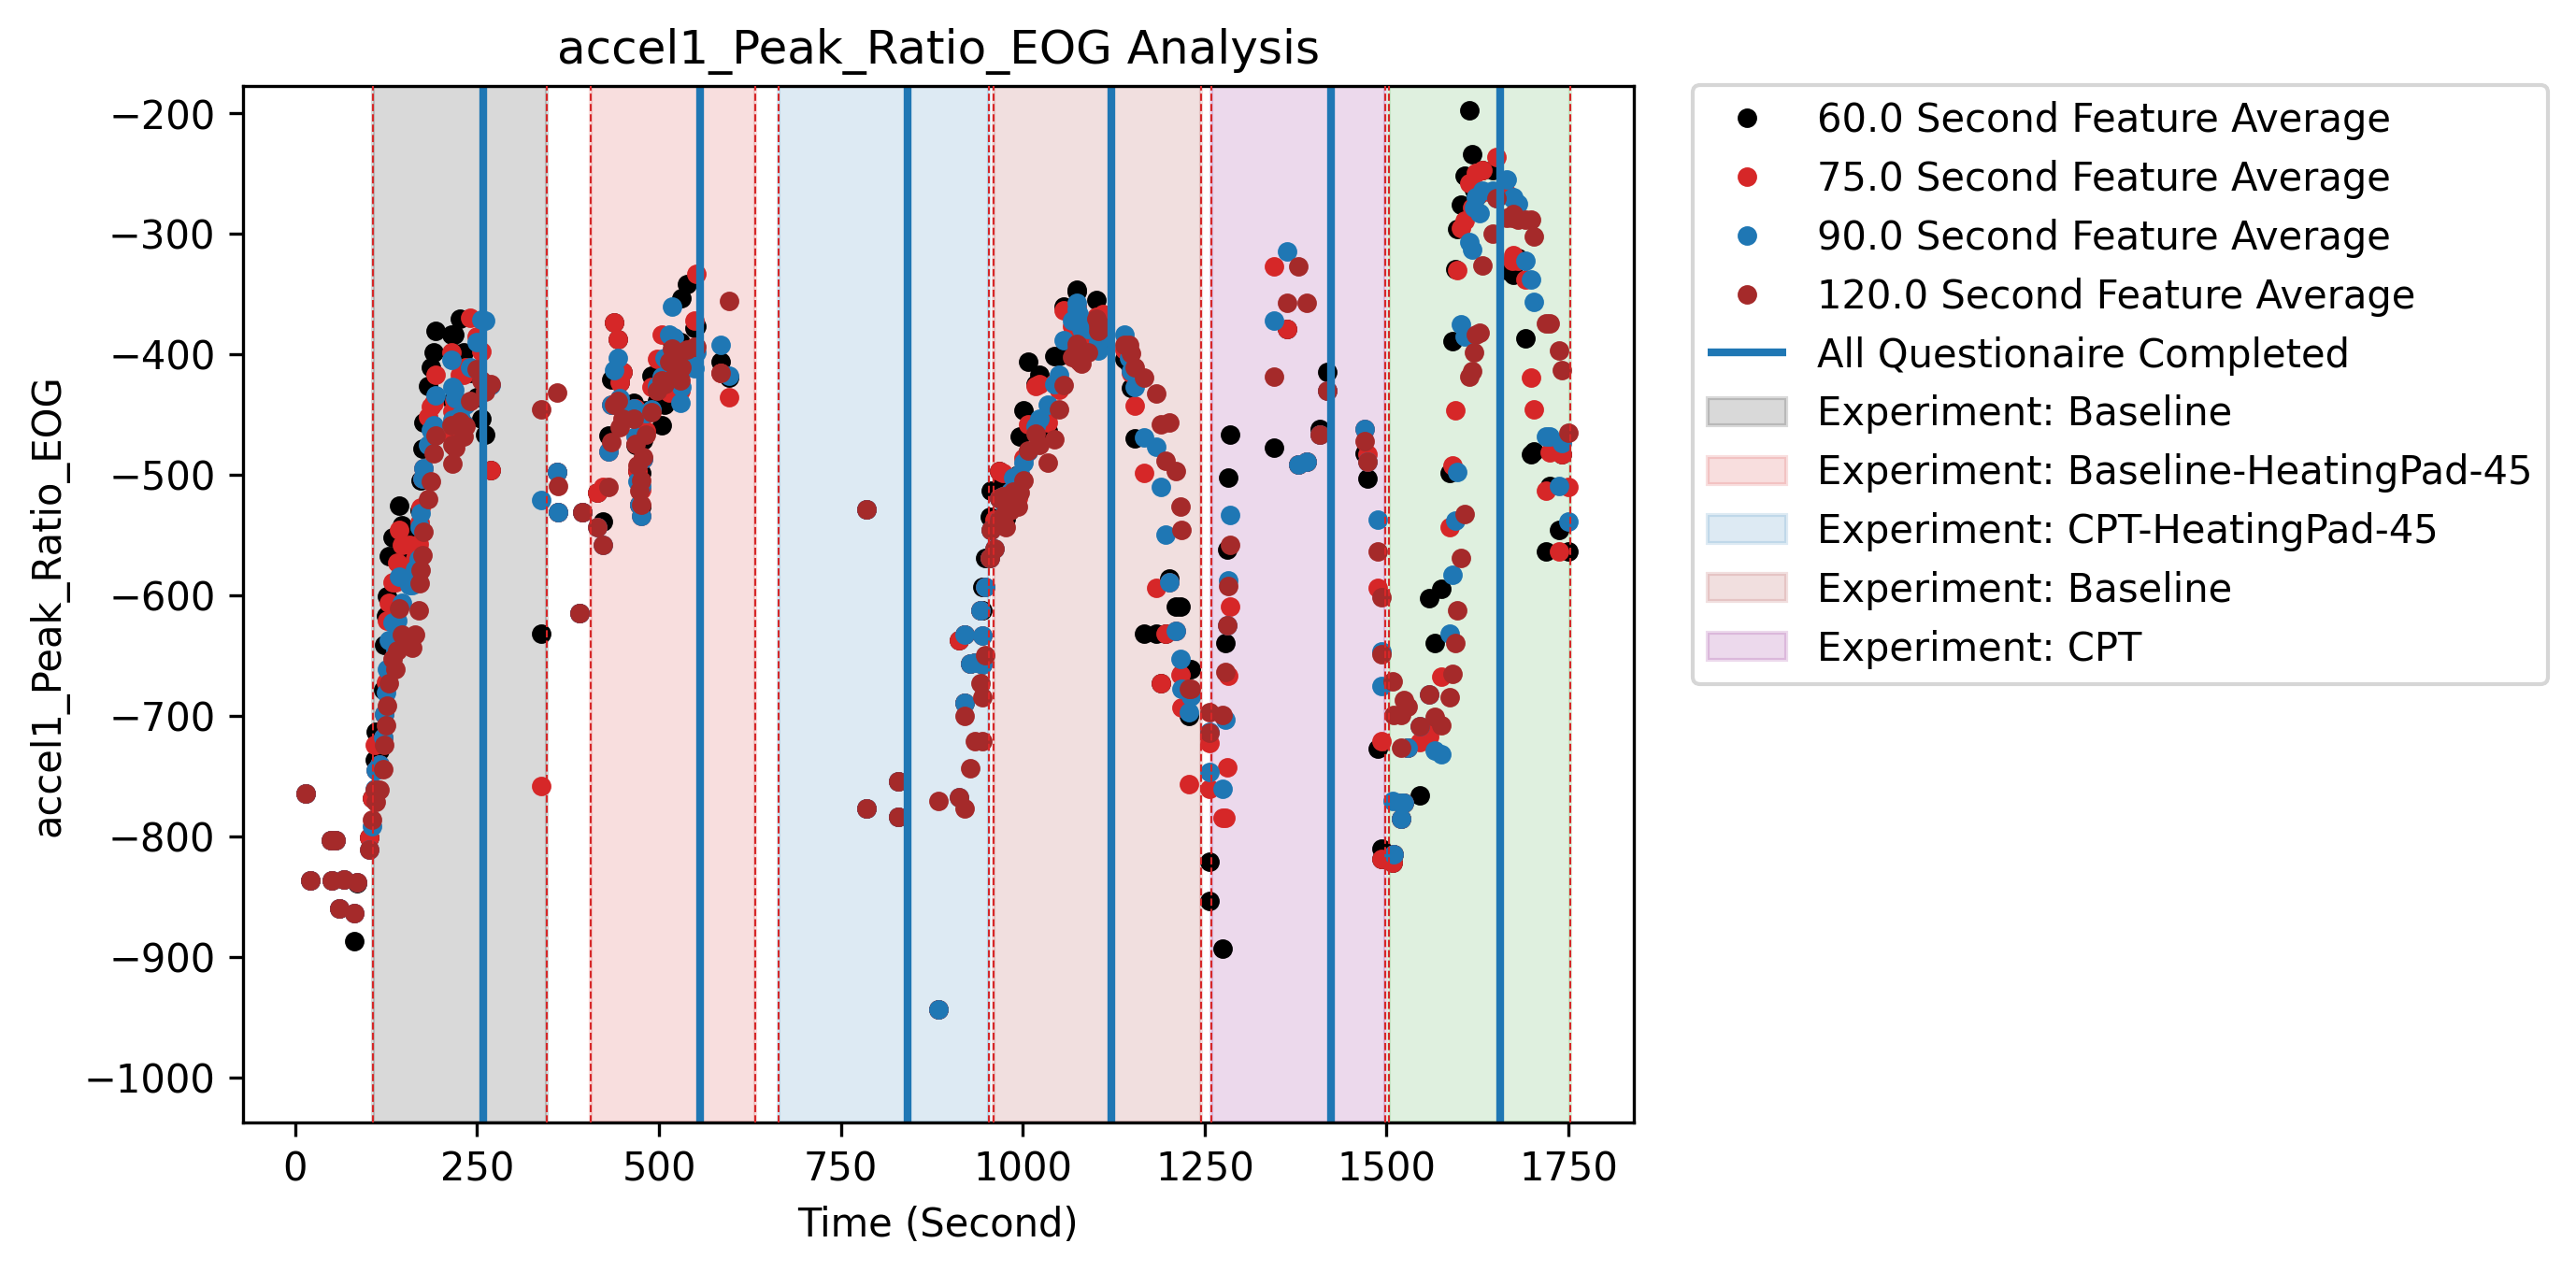 accel1_Peak_Ratio_EOG Analysis
accel1_Peak_Ratio_EOG
−200
−300
−400
−500
−600
−700
−800
−900
−1000
0 250 500 750 1000 1250 1500 1750
Time (Second)
60.0 Second Feature Average
75.0 Second Feature Average
90.0 Second Feature Average
120.0 Second Feature Average
All Questionaire Completed
Experiment: Baseline
Experiment: Baseline-HeatingPad-45
Experiment: CPT-HeatingPad-45
Experiment: Baseline
Experiment: CPT